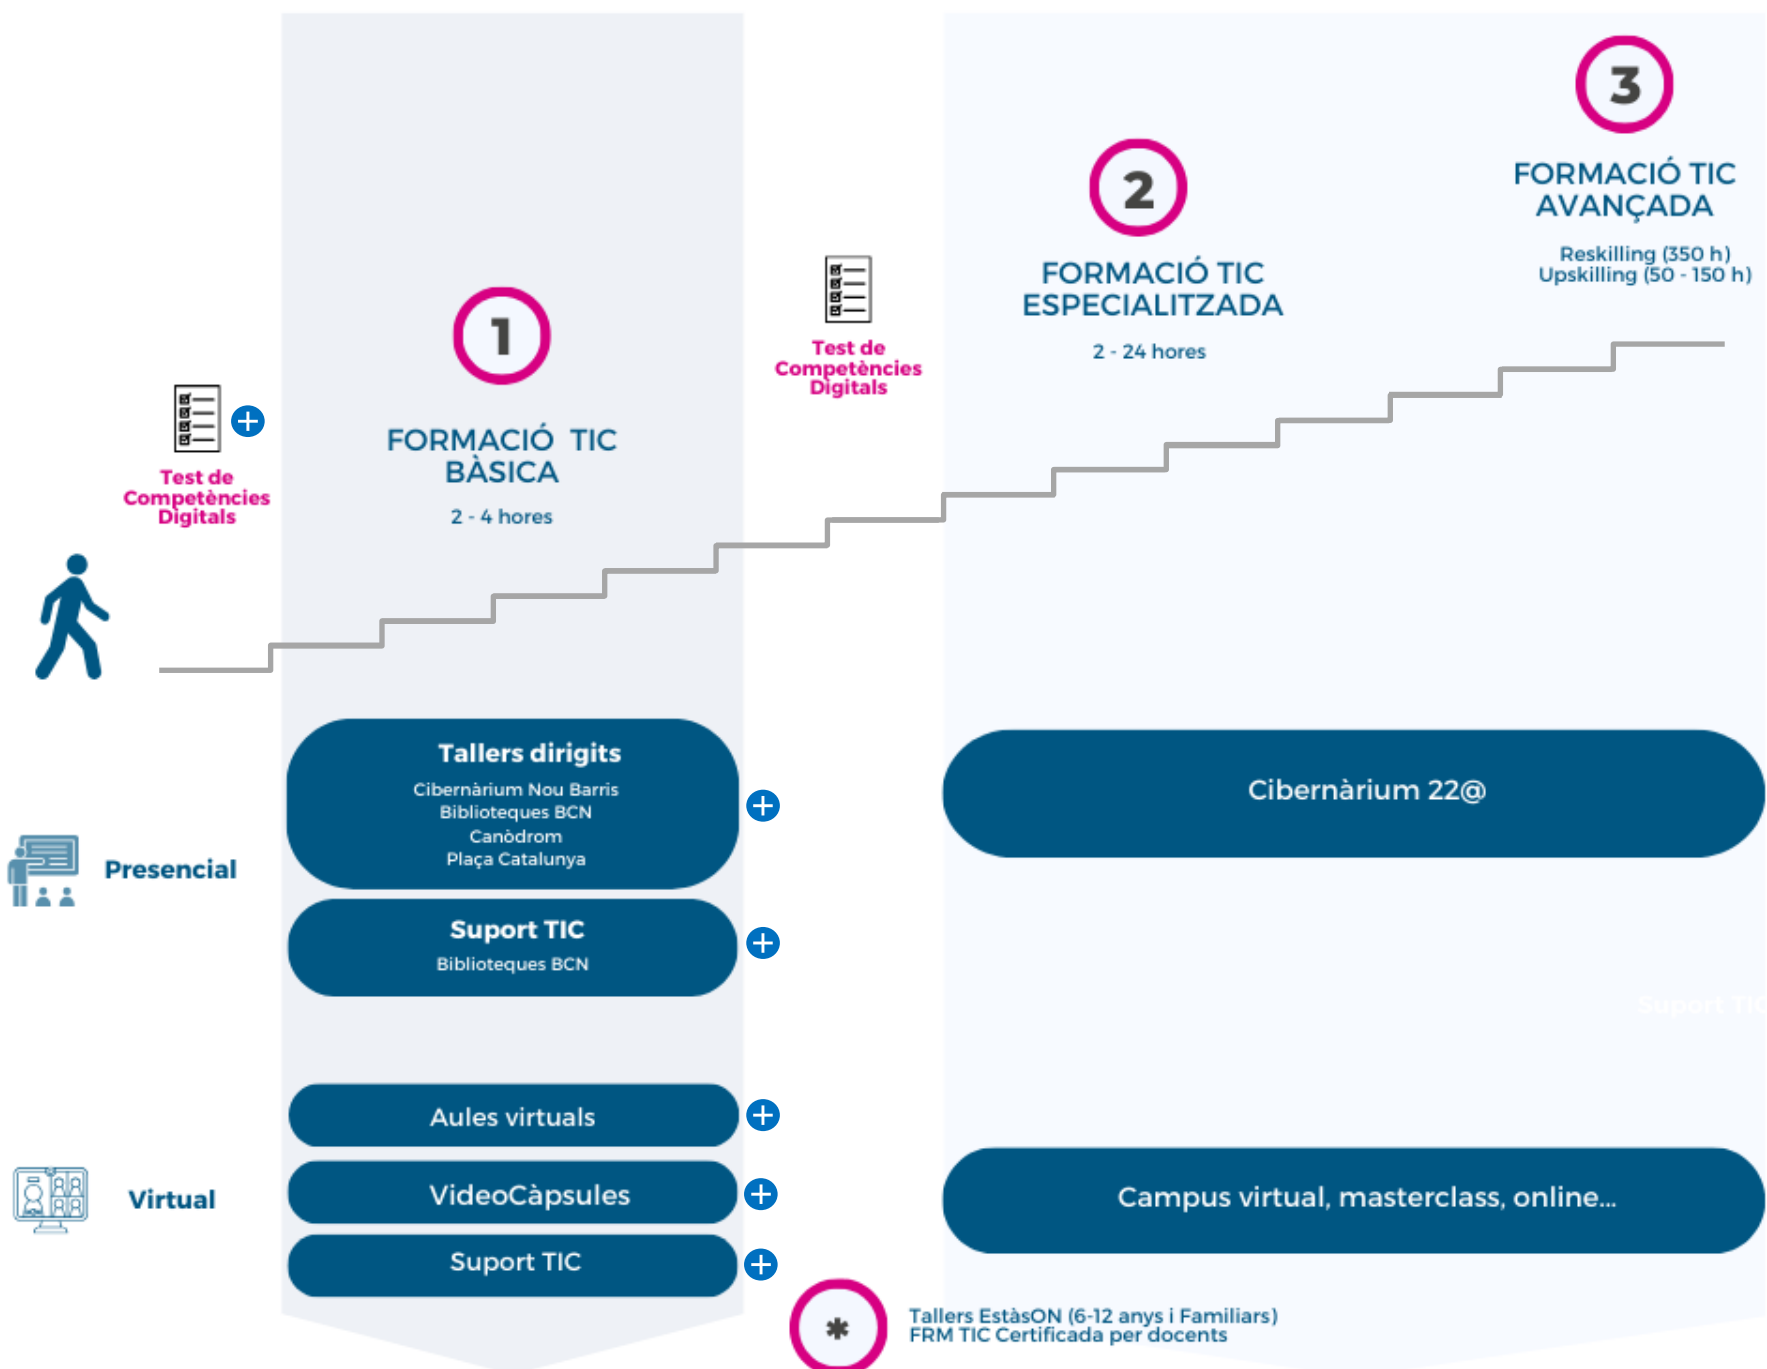 3
FORMACIÓ TIC
AVANÇADA
Reskilling (350 h)
Upskilling (50 - 150 h)
2
FORMACIÓ TIC
ESPECIALITZADA
2 - 24 hores
Test de
Competències
Digitals
1
FORMACIÓ TIC
BÀSICA
2 - 4 hores
Test de
Competències
Digitals
Presencial
Tallers dirigits
Cibernàrium Nou Barris
Biblioteques BCN
Canòdrom
Plaça Catalunya
Suport TIC
Biblioteques BCN
Cibernàrium 22@
Suport TIC
Virtual
Aules virtuals
VideoCàpsules
Suport TIC
Campus virtual, masterclass, online...
*
Tallers EstàsON (6-12 anys i Familiars)
FRM TIC Certificada per docents